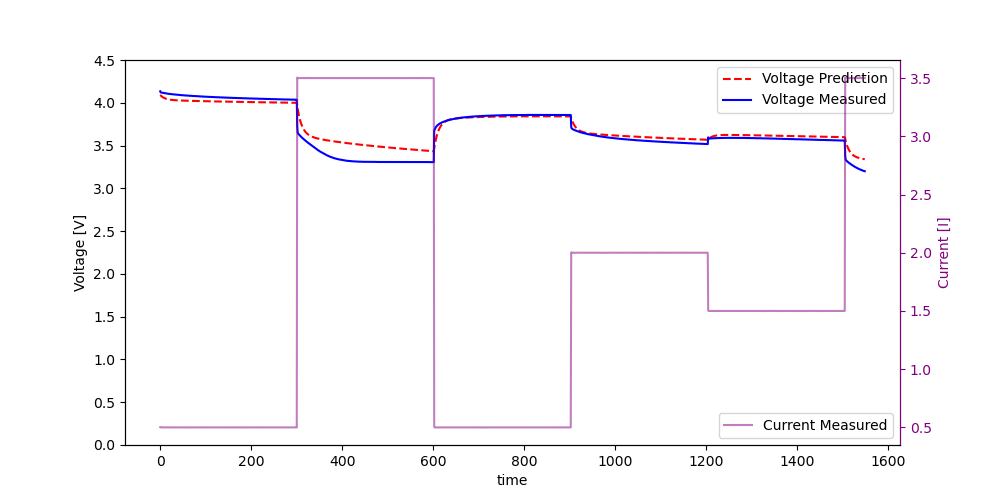 Voltage [V]
4.5
4.0
3.5
3.0
2.5
2.0
1.5
1.0
0.5
0.0
Voltage Prediction
Voltage Measured
Current Measured
3.5
3.0
2.5
2.0
1.5
1.0
0.5
Current [I]
0 200 400 600 800 1000 1200 1400 1600
time